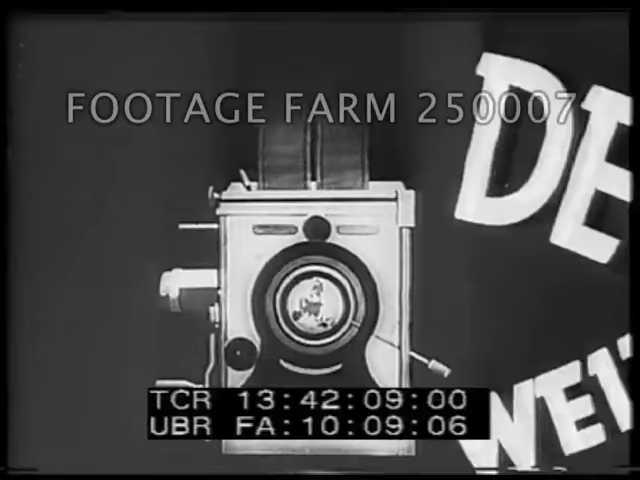 FOOTAGE FARM 250007
DE
WE
TCR 13:42:09:00
UBR FA:10:09:06